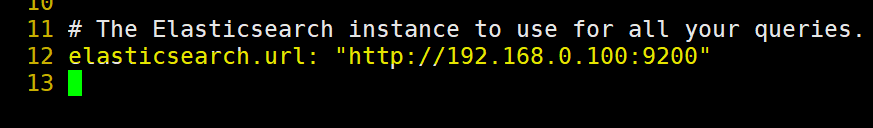 10
11 # The Elasticsearch instance to use for all your queries.
12 elasticsearch.url: "http://192.168.0.100:9200"
13